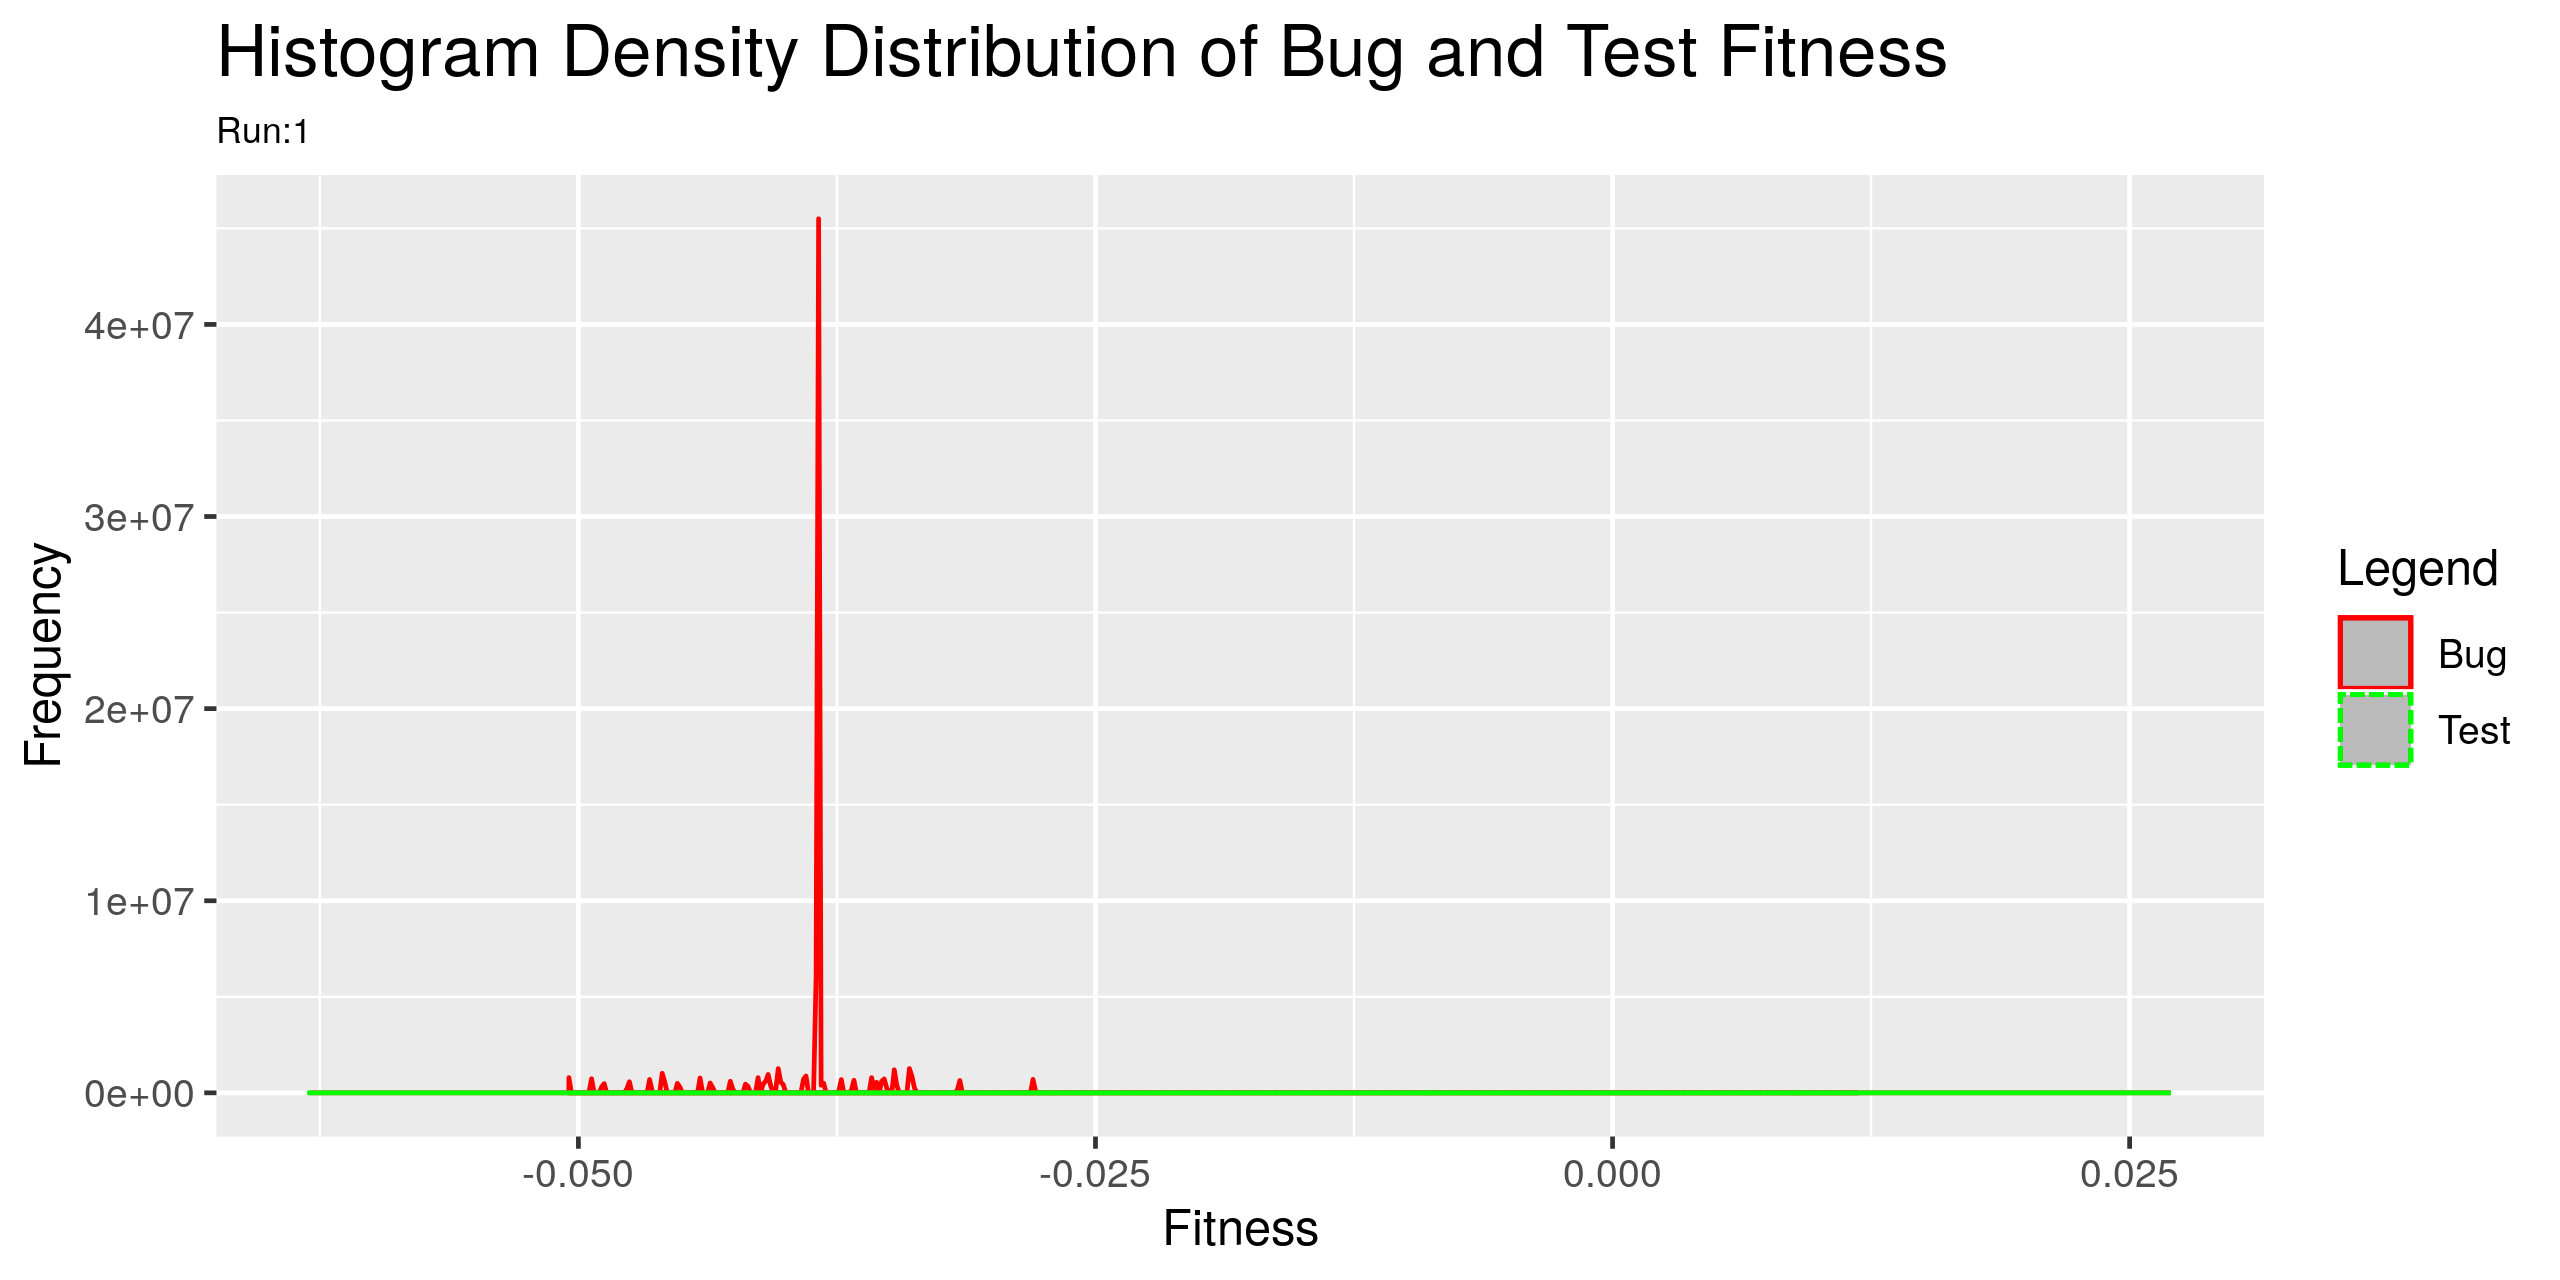 Histogram Density Distribution of Bug and Test Fitness
Run:1
Frequency
4e+07
3e+07
2e+07
1e+07
0e+00
-0.050
-0.025
0.000
0.025
Fitness
Legend
Bug
Test